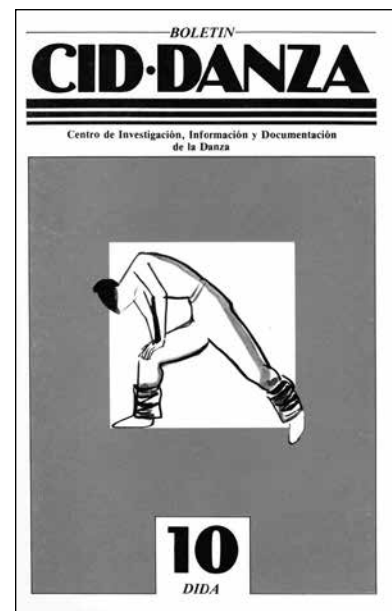 BOLETIN
CID·DANZA
Centro de Investigación, Información y Documentación
de la Danza
10
DIDA